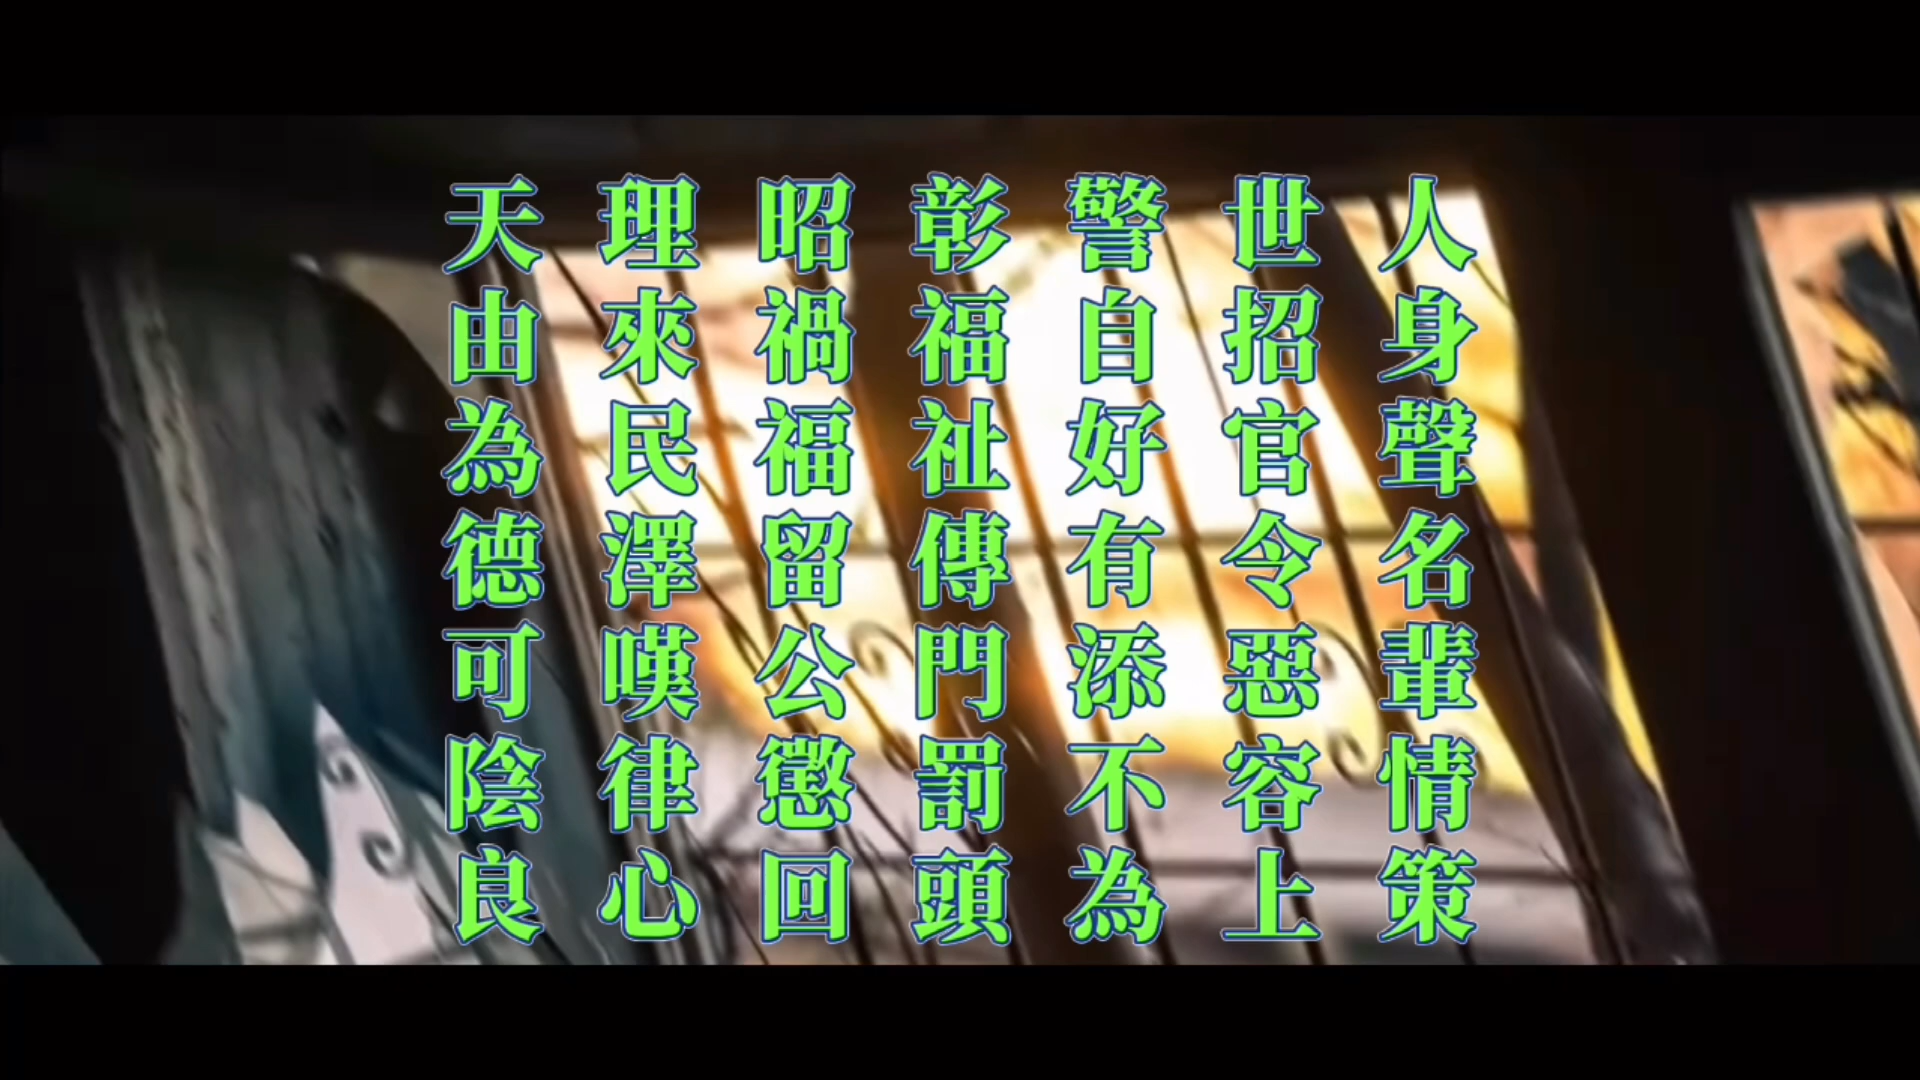 天理昭彰警世人
由來禍福自招身
為民福祉好官聲
德澤留傳有令名
可嘆公門添惡輩
陰律懲罰不容情
良心回頭為上策